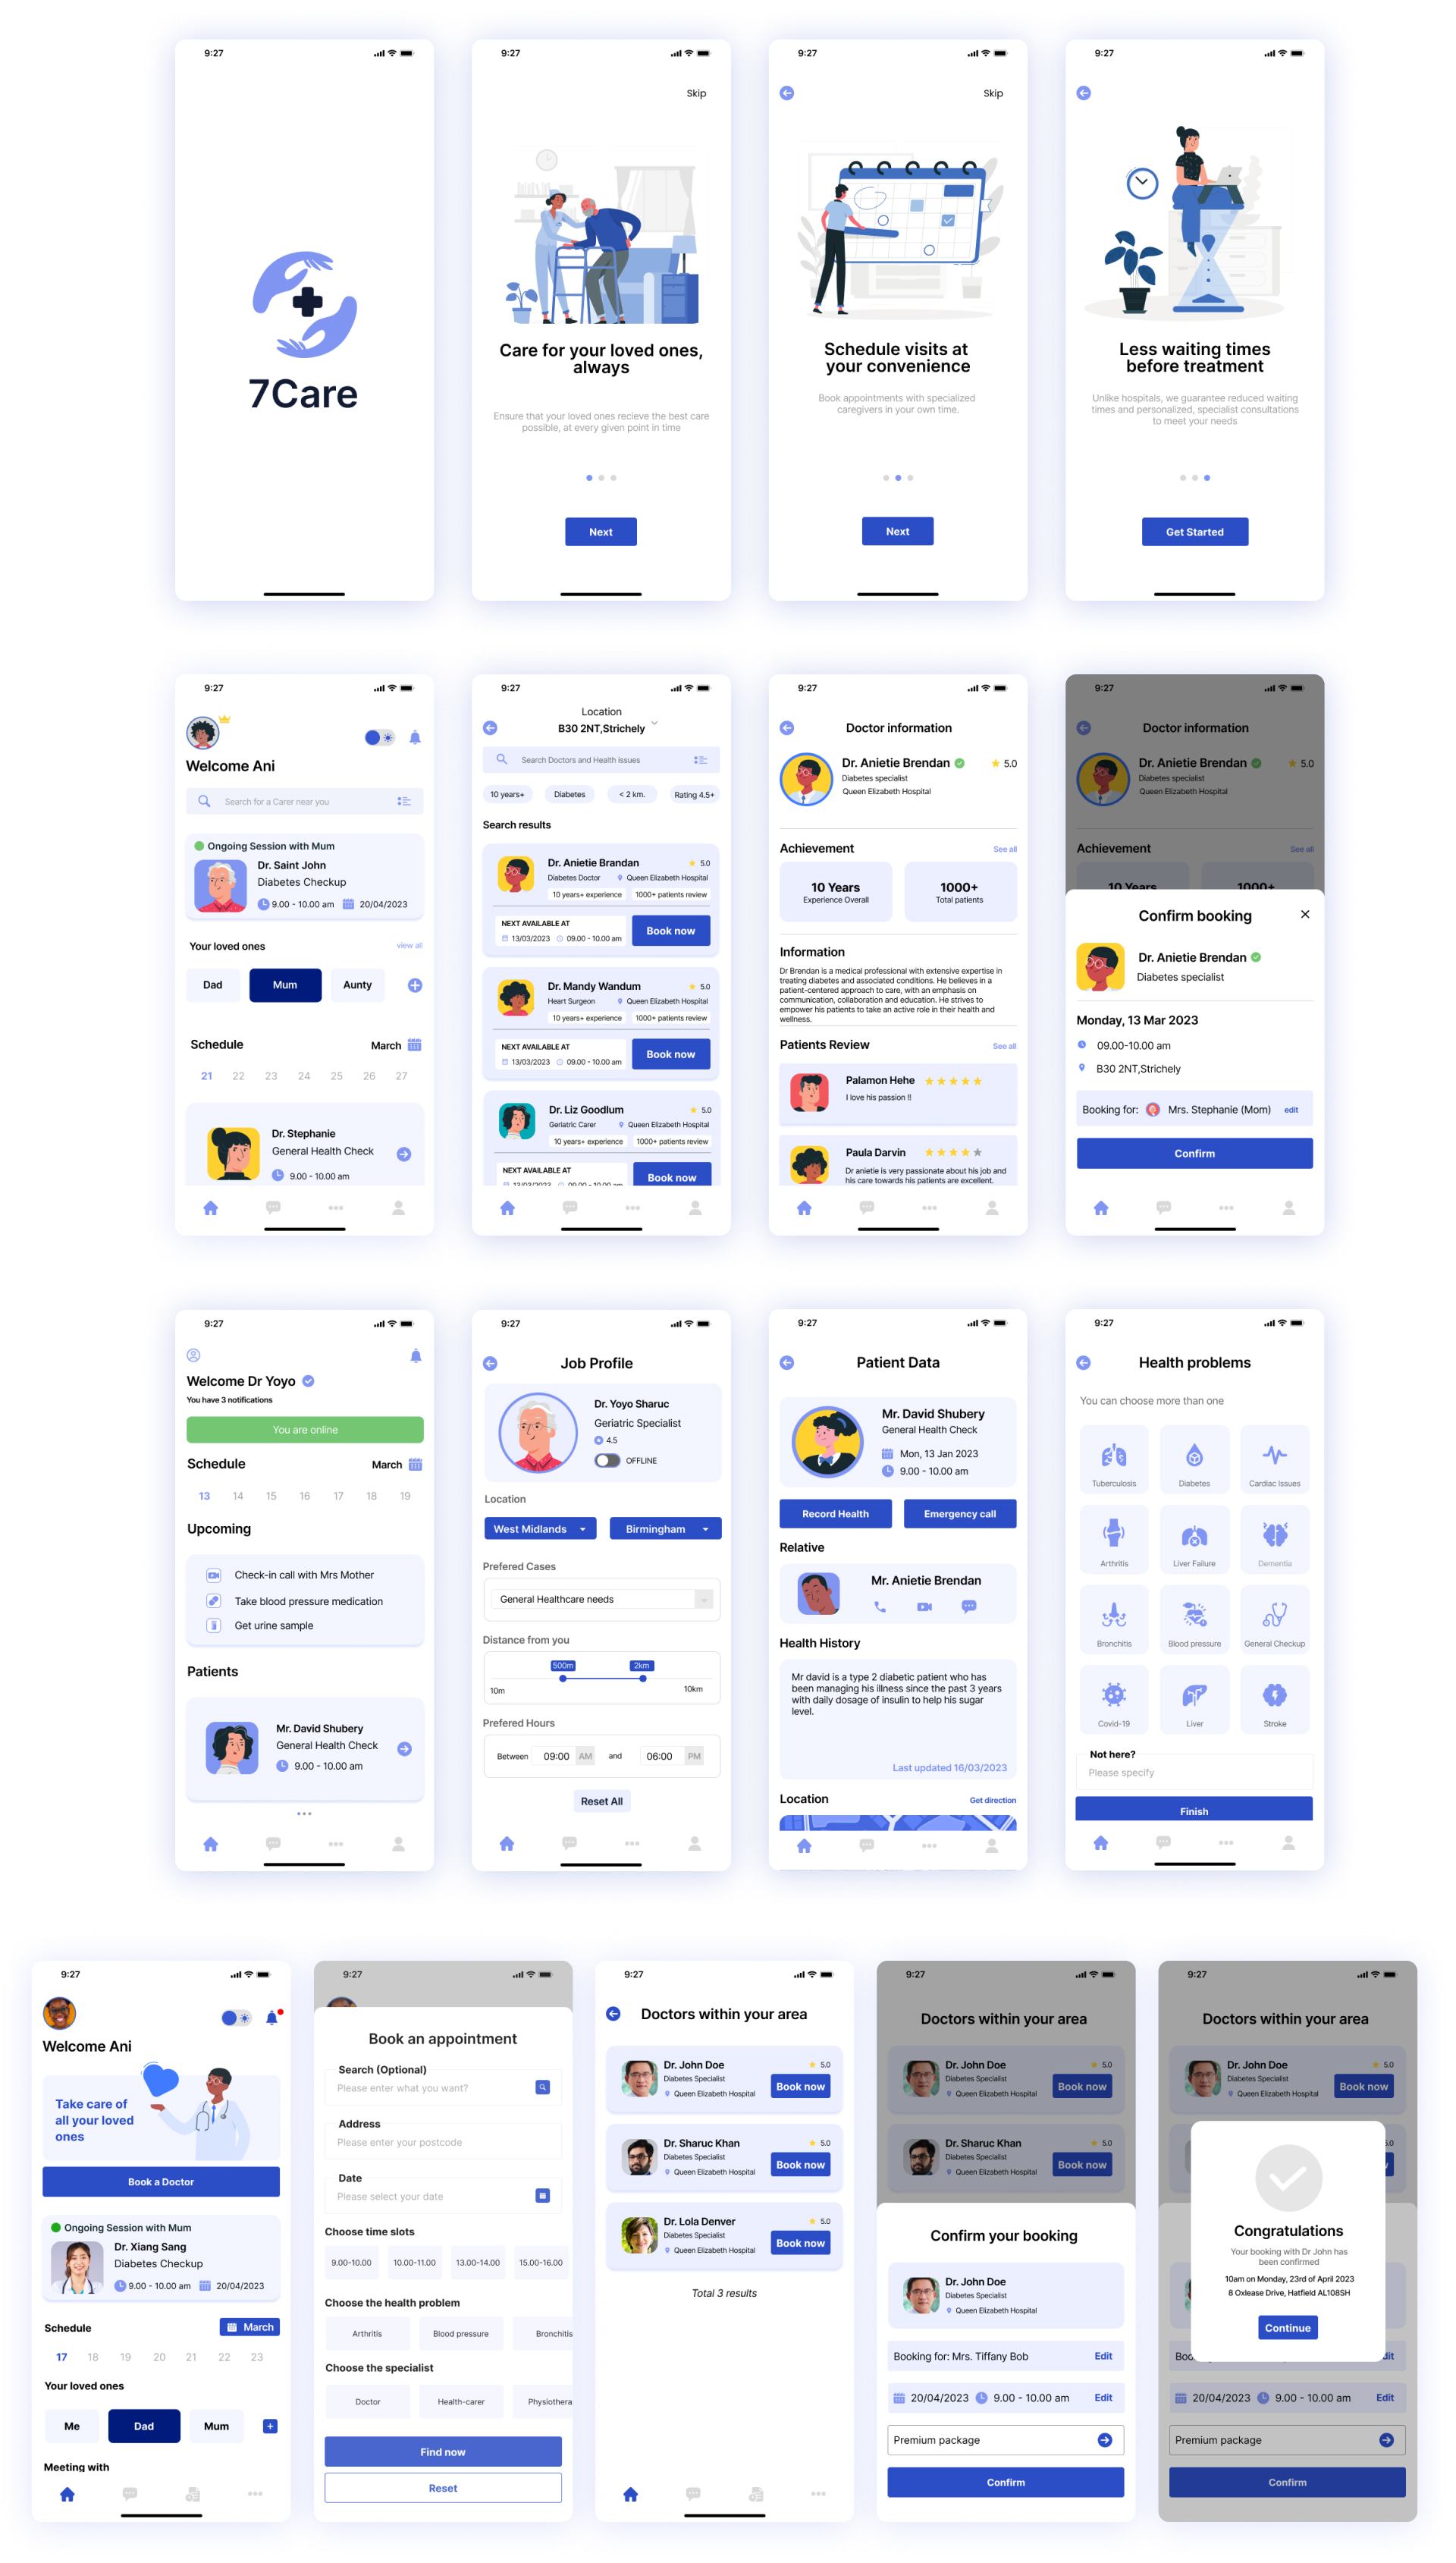 9:27
7Care
9:27
Skip
Care for your loved ones,
always
Ensure that your loved ones recieve the best care
possible, at every given point in time
Next
9:27
Skip
Schedule visits at
your convenience
Book appointments with specialized
caregivers in your own time.
Next
9:27
Less waiting times
before treatment
Unlike hospitals, we guarantee reduced waiting
times and personalized, specialist consultations
to meet your needs
Get Started
9:27
Welcome Ani
Search for a Carer near you
Ongoing Session with Mum
Dr. Saint John
Diabetes Checkup
9.00 - 10.00 am 20/04/2023
Your loved ones view all
Dad Mum Aunty
Schedule March
21 22 23 24 25 26 27
Dr. Stephanie
General Health Check
9.00 - 10.00 am
9:27
Location
B30 2NT,Strichely
Search Doctors and Health issues
10 years+ Diabetes < 2 km. Rating 4.5+
Search results
Dr. Anietie Brandan 5.0
Diabetes Doctor Queen Elizabeth Hospital
10 years+ experience 1000+ patients review
NEXT AVAILABLE AT
13/03/2023 09.00 - 10.00 am
Book now
Dr. Mandy Wandum 5.0
Heart Surgeon Queen Elizabeth Hospital
10 years+ experience 1000+ patients review
NEXT AVAILABLE AT
13/03/2023 09.00 - 10.00 am
Book now
Dr. Liz Goodlum 5.0
Geriatric Carer Queen Elizabeth Hospital
10 years+ experience 1000+ patients review
NEXT AVAILABLE AT
13/03/2023 09.00 - 10.00 am
Book now
9:27
Doctor information
Dr. Anietie Brendan 5.0
Diabetes specialist
Queen Elizabeth Hospital
Achievement See all
10 Years
Experience Overall
1000+
Total patients
Information
Dr Brendan is a medical professional with extensive expertise in
treating diabetes and associated conditions. He believes in a
patient-centered approach to care, with an emphasis on
communication, collaboration and education. He strives to
empower his patients to take an active role in their health and
wellness.
Patients Review See all
Palamon Hehe
I love his passion !!
Paula Darvin
Dr anietie is very passionate about his job and
his care towards his patients are excellent.
9:27
Doctor information
Dr. Anietie Brendan 5.0
Diabetes specialist
Queen Elizabeth Hospital
Achievement See all
10 Years 1000+
Confirm booking
Dr. Anietie Brendan
Diabetes specialist
Monday, 13 Mar 2023
09.00-10.00 am
B30 2NT,Strichely
Booking for: Mrs. Stephanie (Mom) edit
Confirm
9:27
Welcome Dr Yoyo
You have 3 notifications
You are online
Schedule March
13 14 15 16 17 18 19
Upcoming
Check-in call with Mrs Mother
Take blood pressure medication
Get urine sample
Patients
Mr. David Shubery
General Health Check
9.00 - 10.00 am
9:27
Job Profile
Dr. Yoyo Sharuc
Geriatric Specialist
4.5
OFFLINE
Location
West Midlands Birmingham
Prefered Cases
General Healthcare needs
Distance from you
500m 2km
10m 10km
Prefered Hours
Between 09:00 AM and 06:00 PM
Reset All
9:27
Patient Data
Mr. David Shubery
General Health Check
Mon, 13 Jan 2023
9.00 - 10.00 am
Record Health Emergency call
Relative
Mr. Anietie Brendan
Health History
Mr david is a type 2 diabetic patient who has
been managing his illness since the past 3 years
with daily dosage of insulin to help his sugar
level.
Last updated 16/03/2023
Location Get direction
9:27
Health problems
You can choose more than one
Tuberculosis Diabetes Cardiac Issues
Arthritis Liver Failure Dementia
Bronchitis Blood pressure General Checkup
Covid-19 Liver Stroke
Not here?
Please specify
Finish
9:27
Welcome Ani
Take care of
all your loved
ones
Book a Doctor
Ongoing Session with Mum
Dr. Xiang Sang
Diabetes Checkup
9.00 - 10.00 am 20/04/2023
Schedule March
17 18 19 20 21 22 23
Your loved ones
Me Dad Mum
Meeting with
9:27
Book an appointment
Search (Optional)
Please enter what you want?
Address
Please enter your postcode
Date
Please select your date
Choose time slots
9.00-10.00 10.00-11.00 13.00-14.00 15.00-16.00
Choose the health problem
Arthritis Blood pressure Bronchitis
Choose the specialist
Doctor Health-carer Physiothera
Find now
Reset
9:27
Doctors within your area
Dr. John Doe 5.0
Diabetes Specialist
Queen Elizabeth Hospital
Book now
Dr. Sharuc Khan 5.0
Diabetes Specialist
Queen Elizabeth Hospital
Book now
Dr. Lola Denver 5.0
Diabetes Specialist
Queen Elizabeth Hospital
Book now
Total 3 results
9:27
Doctors within your area
Dr. John Doe 5.0
Diabetes Specialist
Queen Elizabeth Hospital
Book now
Dr. Sharuc Khan 5.0
Diabetes Specialist
Queen Elizabeth Hospital
Book now
Confirm your booking
Dr. John Doe
Diabetes Specialist
Queen Elizabeth Hospital
Booking for: Mrs. Tiffany Bob Edit
20/04/2023 9.00 - 10.00 am Edit
Premium package
Confirm
9:27
Doctors within your area
Dr. John Doe 5.0
Diabetes Specialist
Queen Elizabeth Hospital
Book now
5.0
Congratulations
Your booking with Dr John has
been confirmed
10am on Monday, 23rd of April 2023
8 Oxlease Drive, Hatfield AL108SH
Continue
Boo dit
20/04/2023 9.00 - 10.00 am Edit
Premium package
Confirm